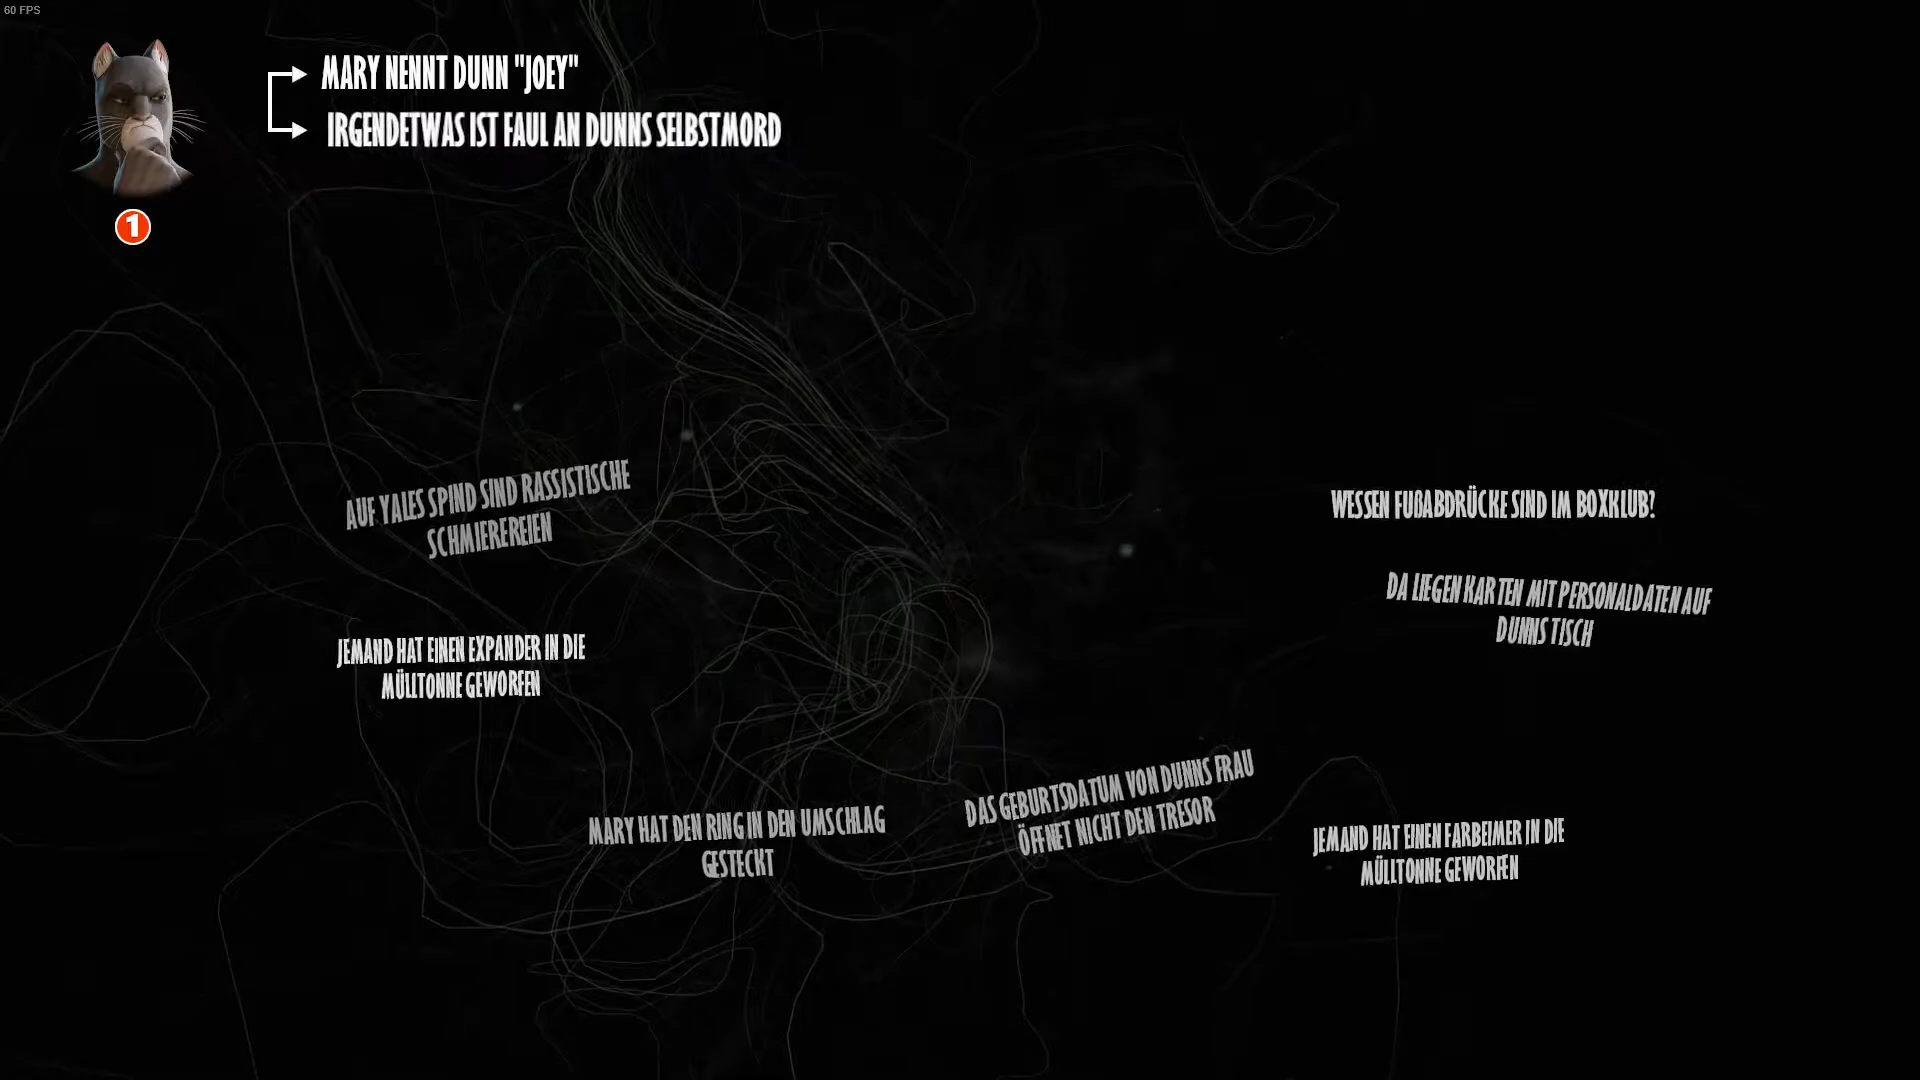 60 FPS
MARY NENNT DUNN "JOEY"
IRGENDETWAS IST FAUL AN DUNNS SELBSTMORD
1
AUF YALES SPIND SIND RASSISTISCHE
SCHMIEREREIEN
WESSEN FUßABDRÜCKE SIND IM BOXKLUB?
DA LIEGEN KARTEN MIT PERSONALDATEN AUF
DUNNS TISCH
JEMAND HAT EINEN EXPANDER IN DIE
MÜLLTONNE GEWORFEN
MARY HAT DEN RING IN DEN UMSCHLAG
GESTECKT
DAS GEBURTSDATUM VON DUNNS FRAU
ÖFFNET NICHT DEN TRESOR
JEMAND HAT EINEN FARBEIMER IN DIE
MÜLLTONNE GEWORFEN